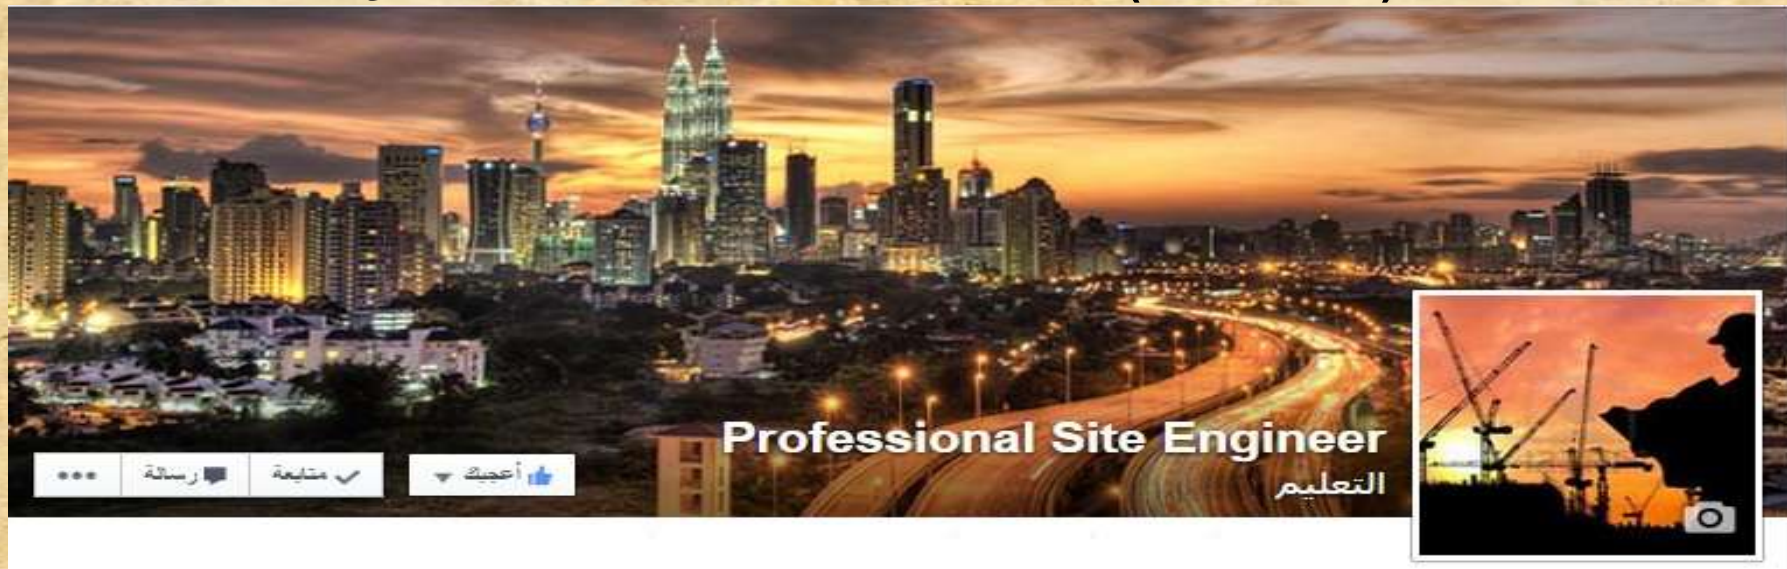 Professional Site Engineer
التعليم
أعجبك
متابعة
رسالة